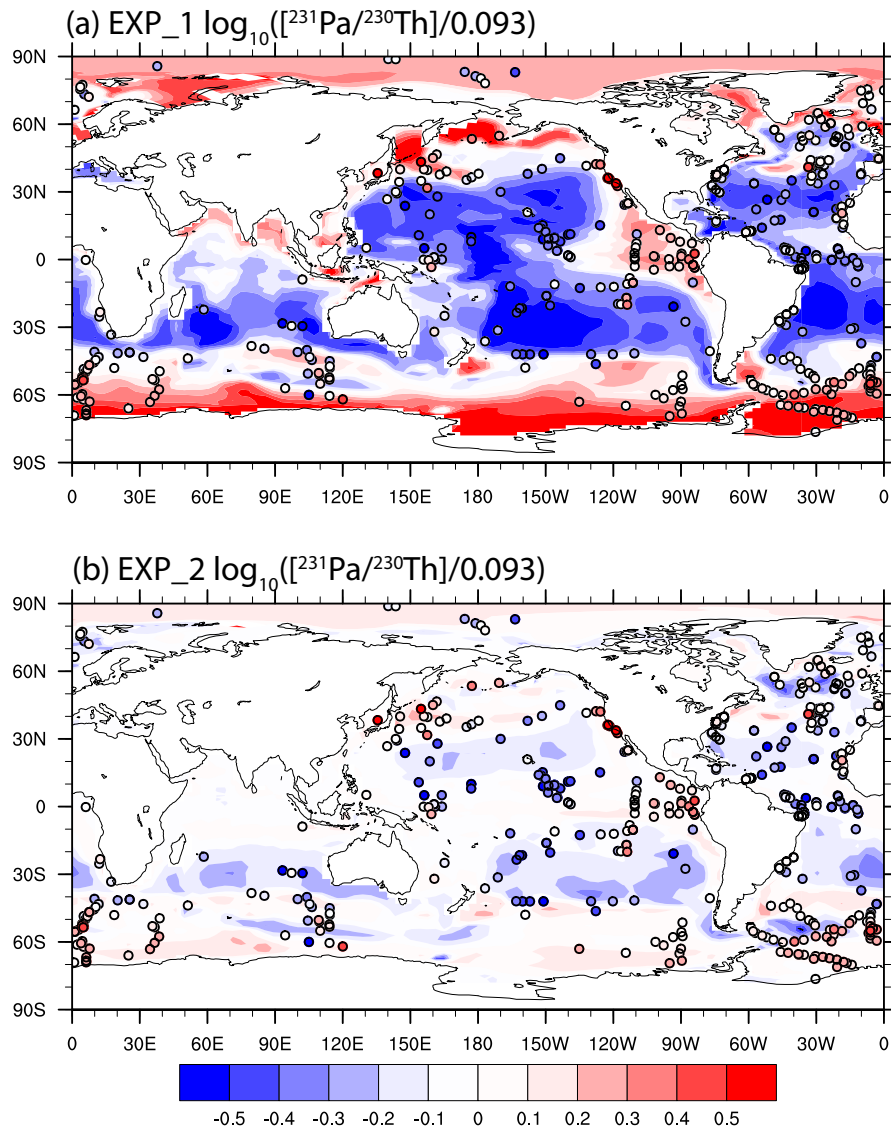 (a) EXP_1 log₁₀([²³¹Pa/²³⁰Th]/0.093)
90N
60N
30N
0
30S
60S
90S
0 30E 60E 90E 120E 150E 180 150W 120W 90W 60W 30W 0
(b) EXP_2 log₁₀([²³¹Pa/²³⁰Th]/0.093)
90N
60N
30N
0
30S
60S
90S
0 30E 60E 90E 120E 150E 180 150W 120W 90W 60W 30W 0
-0.5 -0.4 -0.3 -0.2 -0.1 0 0.1 0.2 0.3 0.4 0.5